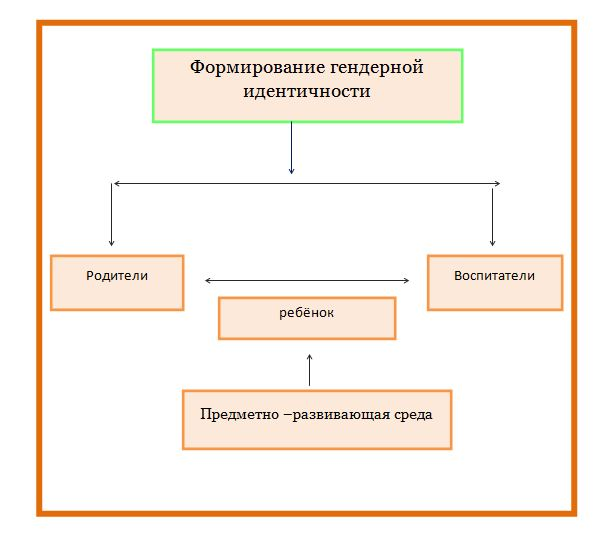 Формирование гендерной
идентичности
Родители
Воспитатели
ребёнок
Предметно –развивающая среда